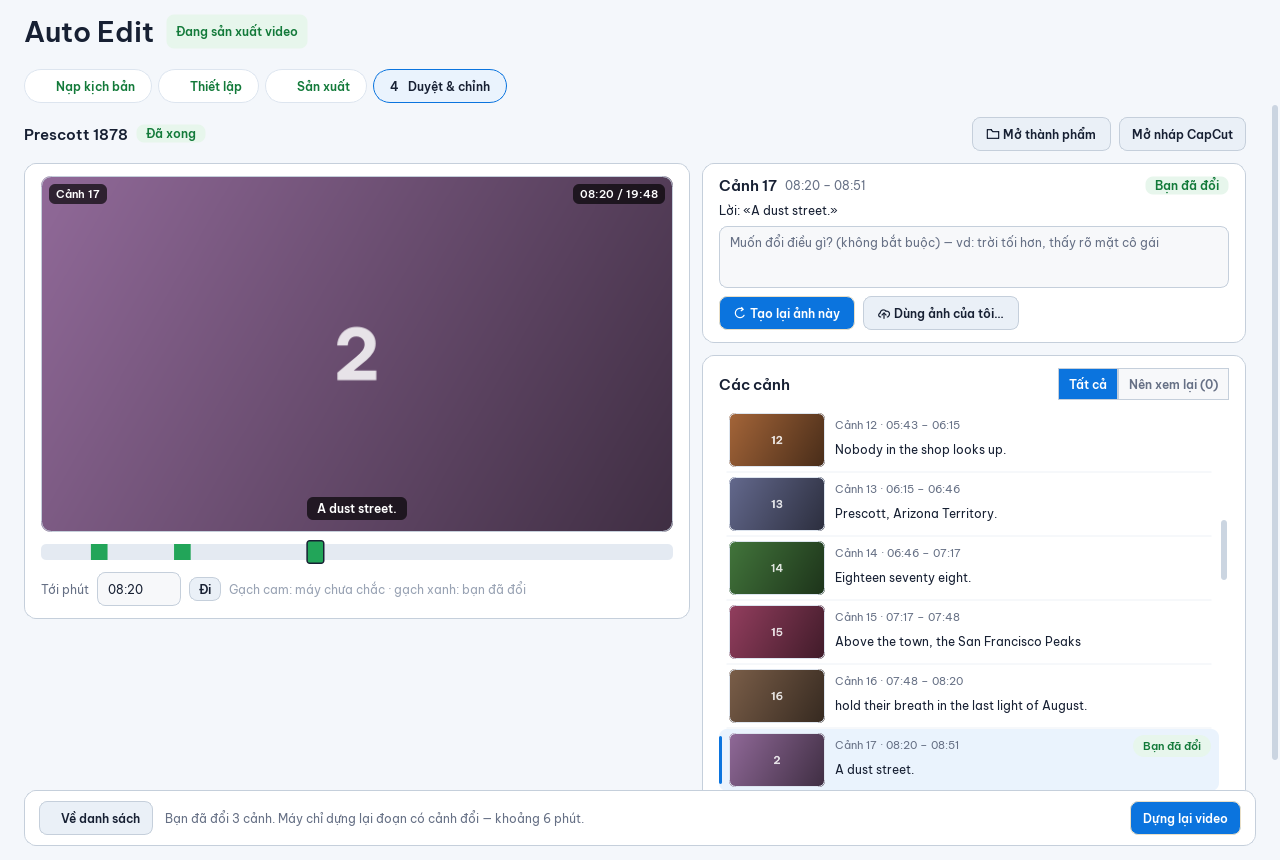 Auto Edit
Đang sản xuất video
Nạp kịch bản
Thiết lập
Sản xuất
4 Duyệt & chỉnh
Prescott 1878
Đã xong
Mở thành phẩm
Mở nháp CapCut
Cảnh 17
08:20 / 19:48
2
A dust street.
Tới phút
08:20
Đi
Gạch cam: máy chưa chắc · gạch xanh: bạn đã đổi
Cảnh 17 08:20 – 08:51
Bạn đã đổi
Lời: «A dust street.»
Muốn đổi điều gì? (không bắt buộc) — vd: trời tối hơn, thấy rõ mặt cô gái
Tạo lại ảnh này
Dùng ảnh của tôi…
Các cảnh
Tất cả
Nên xem lại (0)
12
Cảnh 12 · 05:43 – 06:15
Nobody in the shop looks up.
13
Cảnh 13 · 06:15 – 06:46
Prescott, Arizona Territory.
14
Cảnh 14 · 06:46 – 07:17
Eighteen seventy eight.
15
Cảnh 15 · 07:17 – 07:48
Above the town, the San Francisco Peaks
16
Cảnh 16 · 07:48 – 08:20
hold their breath in the last light of August.
2
Cảnh 17 · 08:20 – 08:51
Bạn đã đổi
A dust street.
Về danh sách
Bạn đã đổi 3 cảnh. Máy chỉ dựng lại đoạn có cảnh đổi — khoảng 6 phút.
Dựng lại video